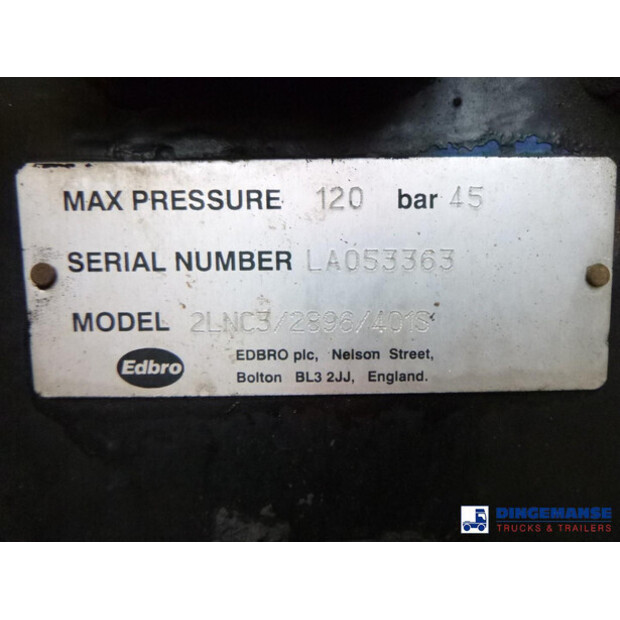 MAX PRESSURE 120 bar 45
SERIAL NUMBER LA053363
MODEL 2LNC3/2896/401S
Edbro
EDBRO plc, Nelson Street,
Bolton BL3 2JJ, England.
DINGEMANSE
TRUCKS & TRAILERS